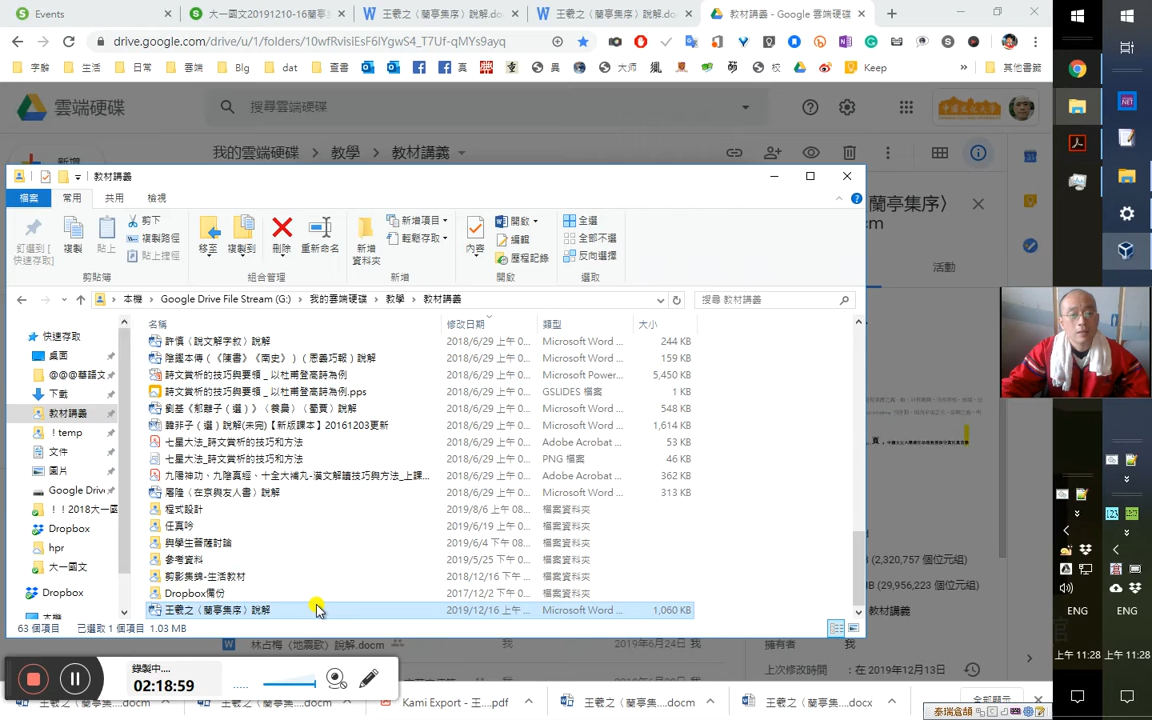 Events
大一國文20191210-16蘭亭
王羲之〈蘭亭集序〉說解.do
王羲之〈蘭亭集序〉說解.do
教材講義 - Google 雲端硬碟
drive.google.com/drive/u/1/folders/10wfRvisiEsF6lYgwS4_T7Uf-qMYs9ayq
字辭
生活
日常
雲端
Blg
dat
查書
真
異
大师
校
Keep
其他書籤
雲端硬碟
搜尋雲端硬碟
我的雲端硬碟
教學
教材講義
教材講義
檔案
常用
共用
檢視
釘選到 [
快速存取]
複製
貼上
剪下
複製路徑
貼上捷徑
移至
複製到
刪除
重新命名
新增
資料夾
新增項目
輕鬆存取
內容
開啟
編輯
歷程記錄
全選
全部不選
反向選擇
剪貼簿
組合管理
新增
開啟
選取
本機
Google Drive File Stream (G:)
我的雲端硬碟
教學
教材講義
搜尋 教材講義
名稱
修改日期
類型
大小
快速存取
桌面
@@@華語文
下載
教材講義
! temp
文件
圖片
Google Driv
！！2018大一國
Dropbox
hpr
大一國文
Dropbox
許慎〈說文解字敘〉說解 2018/6/29 上午 0... Microsoft Word ... 244 KB
陰鏗本傳（《陳書》《南史》）（恩義巧報）說解 2018/6/29 上午 0... Microsoft Word ... 159 KB
詩文賞析的技巧與要領 _ 以杜甫登高詩為例 2018/6/29 上午 0... Microsoft Power... 5,450 KB
詩文賞析的技巧與要領 _ 以杜甫登高詩為例.pps 2018/6/29 上午 0... GSLIDES 檔案 1 KB
劉基《郁離子（選）》〈養鳥〉〈蜀賈〉說解 2018/6/29 上午 0... Microsoft Word ... 548 KB
韓非子（選）說解(未完)【新版課本】20161203更新 2018/6/29 上午 0... Microsoft Word ... 1,614 KB
七星大法_詩文賞析的技巧和方法 2018/6/29 上午 0... Adobe Acrobat ... 53 KB
七星大法_詩文賞析的技巧和方法 2018/6/29 上午 0... PNG 檔案 46 KB
九陽神功、九陰真經、十全大補丸-漢文解讀技巧與方法_上課... 2018/6/29 上午 0... Adobe Acrobat ... 362 KB
屠隆〈在京與友人書〉說解 2018/6/29 上午 0... Microsoft Word ... 313 KB
程式設計 2019/8/6 上午 08... 檔案資料夾
任真吟 2019/6/19 上午 0... 檔案資料夾
與學生菩薩討論 2019/6/4 下午 09... 檔案資料夾
參考資料 2019/5/25 下午 0... 檔案資料夾
剪影集錦-生活教材 2018/12/16 下午 0... 檔案資料夾
Dropbox備份 2017/12/2 下午 0... 檔案資料夾
王羲之〈蘭亭集序〉說解 2019/12/16 上午 ... Microsoft Word ... 1,060 KB
63 個項目
已選取 1 個項目 1.03 MB
蘭亭集序〉
cm
活動
(2,320,757 個位元組)
B (29,956,223 個位元組)
教材講義
擁有者
我
上次修改時間
：在 2019年12月13日
林占梅〈地震歌〉說解.docm
我
2019年6月24日 我
錄製中....
02:18:59
.....
王羲之〈蘭亭集....docm
王羲之〈蘭亭集....docm
Kami Export - 王....pdf
王羲之〈蘭亭集....docm
王羲之〈蘭亭集....docx
全部顯示
泰瑞倉頡
ENG
ENG
上午 11:28
上午 11:28
.NET
123
123